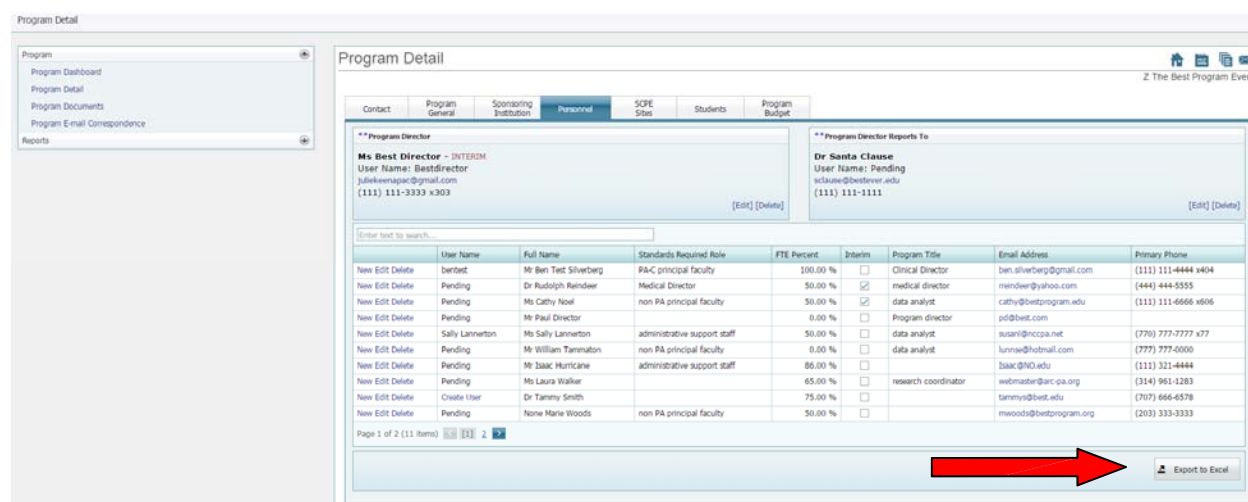 Program Detail
Program
Program Dashboard
Program Detail
Program Documents
Program E-mail Correspondence
Reports
Program Detail
Z The Best Program Ever
Contact Program General Sponsoring Institution Personnel SCPE Sites Students Program Budget
**Program Director
Ms Best Director - INTERIM
User Name: Bestdirector
juliekeenapac@gmail.com
(111) 111-3333 x303
[Edit] [Delete]
**Program Director Reports To
Dr Santa Clause
User Name: Pending
sclause@bestever.edu
(111) 111-1111
[Edit] [Delete]
Enter text to search...
User Name Full Name Standards Required Role FTE Percent Interim Program Title Email Address Primary Phone
New Edit Delete bentest Mr Ben Test Silverberg PA-C principal faculty 100.00 % Clinical Director ben.silverberg@gmail.com (111) 111-4444 x404
New Edit Delete Pending Dr Rudolph Reindeer Medical Director 50.00 % medical director rreindeer@yahoo.com (444) 444-5555
New Edit Delete Pending Ms Cathy Noel non PA principal faculty 50.00 % data analyst cathy@bestprogram.edu (111) 111-6666 x606
New Edit Delete Pending Mr Paul Director 0.00 % Program director pd@best.com
New Edit Delete Sally Lannerton Ms Sally Lannerton administrative support staff 50.00 % data analyst susanl@nccpa.net (770) 777-7777 x77
New Edit Delete Pending Mr William Tammaton non PA principal faculty 0.00 % data analyst lunnse@hotmail.com (777) 777-0000
New Edit Delete Pending Mr Isaac Hurricane administrative support staff 86.00 % Isaac@NO.edu (111) 321-4444
New Edit Delete Pending Ms Laura Walker 65.00 % research coordinator webmaster@arc-pa.org (314) 961-1283
New Edit Delete Create User Dr Tammy Smith 75.00 % tammys@best.edu (707) 666-6578
New Edit Delete Pending None Marie Woods non PA principal faculty 50.00 % mwoods@bestprogram.org (203) 333-3333
Page 1 of 2 (11 items) [1] 2
Export to Excel